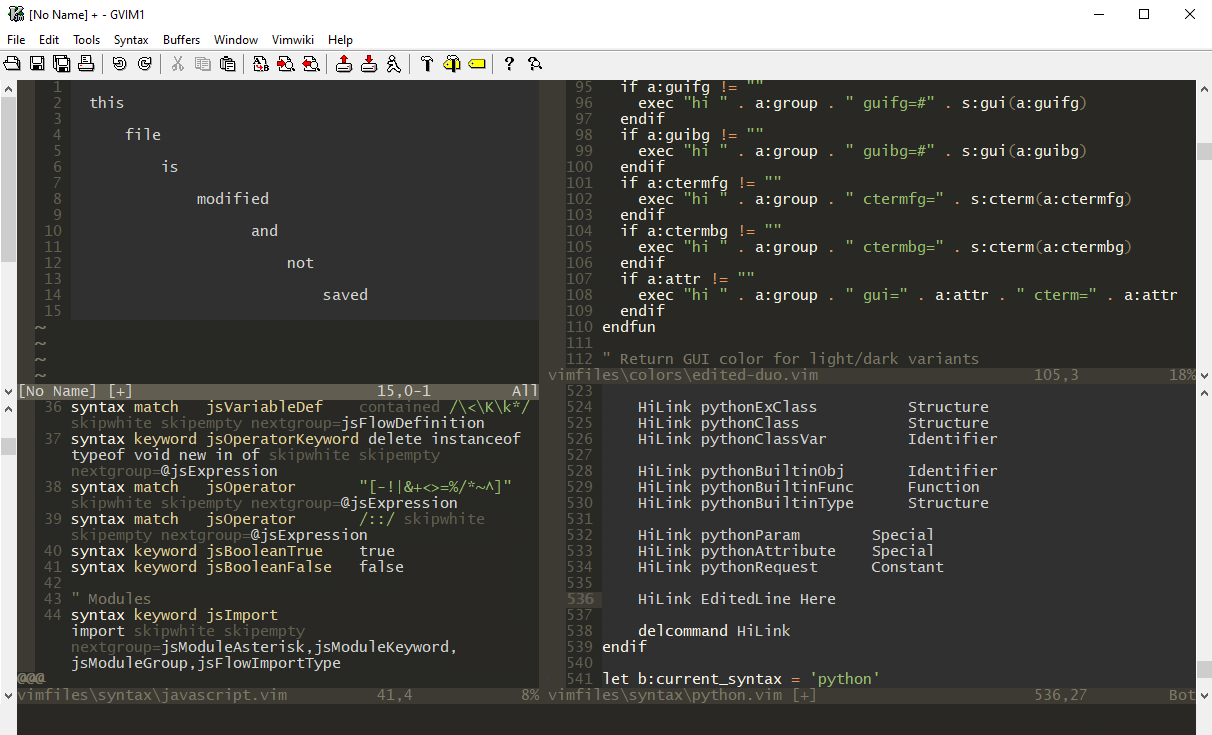 [No Name] + - GVIM1
File Edit Tools Syntax Buffers Window Vimwiki Help
1
2 this
3
4 file
5
6 is
7
8 modified
9
10 and
11
12 not
13
14 saved
15
~
~
~
~
[No Name] [+] 15,0-1 All
36 syntax match jsVariableDef contained /\<\K\k*/
skipwhite skipempty nextgroup=jsFlowDefinition
37 syntax keyword jsOperatorKeyword delete instanceof
typeof void new in of skipwhite skipempty
nextgroup=@jsExpression
38 syntax match jsOperator "[-!|&+<>=%/*~^]"
skipwhite skipempty nextgroup=@jsExpression
39 syntax match jsOperator /::/ skipwhite
skipempty nextgroup=@jsExpression
40 syntax keyword jsBooleanTrue true
41 syntax keyword jsBooleanFalse false
42
43 " Modules
44 syntax keyword jsImport
import skipwhite skipempty
nextgroup=jsModuleAsterisk,jsModuleKeyword,
jsModuleGroup,jsFlowImportType
@@@
vimfiles\syntax\javascript.vim 41,4 8%
95 if a:guifg != ""
96 exec "hi " . a:group . " guifg=#" . s:gui(a:guifg)
97 endif
98 if a:guibg != ""
99 exec "hi " . a:group . " guibg=#" . s:gui(a:guibg)
100 endif
101 if a:ctermfg != ""
102 exec "hi " . a:group . " ctermfg=" . s:cterm(a:ctermfg)
103 endif
104 if a:ctermbg != ""
105 exec "hi " . a:group . " ctermbg=" . s:cterm(a:ctermbg)
106 endif
107 if a:attr != ""
108 exec "hi " . a:group . " gui=" . a:attr . " cterm=" . a:attr
109 endif
110 endfun
111
112 " Return GUI color for light/dark variants
vimfiles\colors\edited-duo.vim 105,3 18%
523
524 HiLink pythonExClass Structure
525 HiLink pythonClass Structure
526 HiLink pythonClassVar Identifier
527
528 HiLink pythonBuiltinObj Identifier
529 HiLink pythonBuiltinFunc Function
530 HiLink pythonBuiltinType Structure
531
532 HiLink pythonParam Special
533 HiLink pythonAttribute Special
534 HiLink pythonRequest Constant
535
536 HiLink EditedLine Here
537
538 delcommand HiLink
539 endif
540
541 let b:current_syntax = 'python'
vimfiles\syntax\python.vim [+] 536,27 Bot